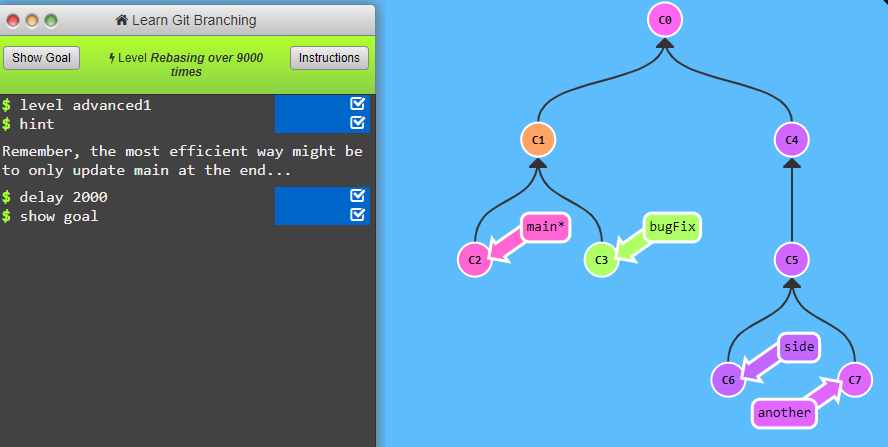 Learn Git Branching
Show Goal
Level Rebasing over 9000
times
Instructions
$ level advanced1
$ hint
Remember, the most efficient way might be
to only update main at the end...
$ delay 2000
$ show goal
C0
C1
C4
main*
bugFix
C2
C3
C5
side
C6
C7
another